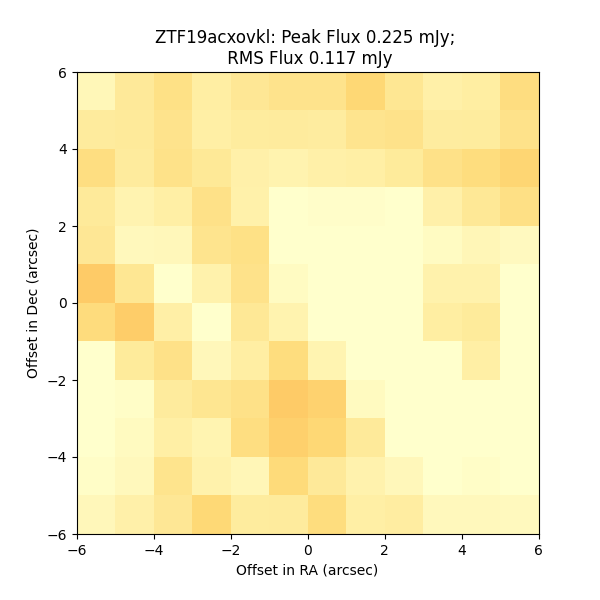 ZTF19acxovkl: Peak Flux 0.225 mJy;
RMS Flux 0.117 mJy
6
4
2
0
−2
−4
−6
Offset in Dec (arcsec)
−6 −4 −2 0 2 4 6
Offset in RA (arcsec)